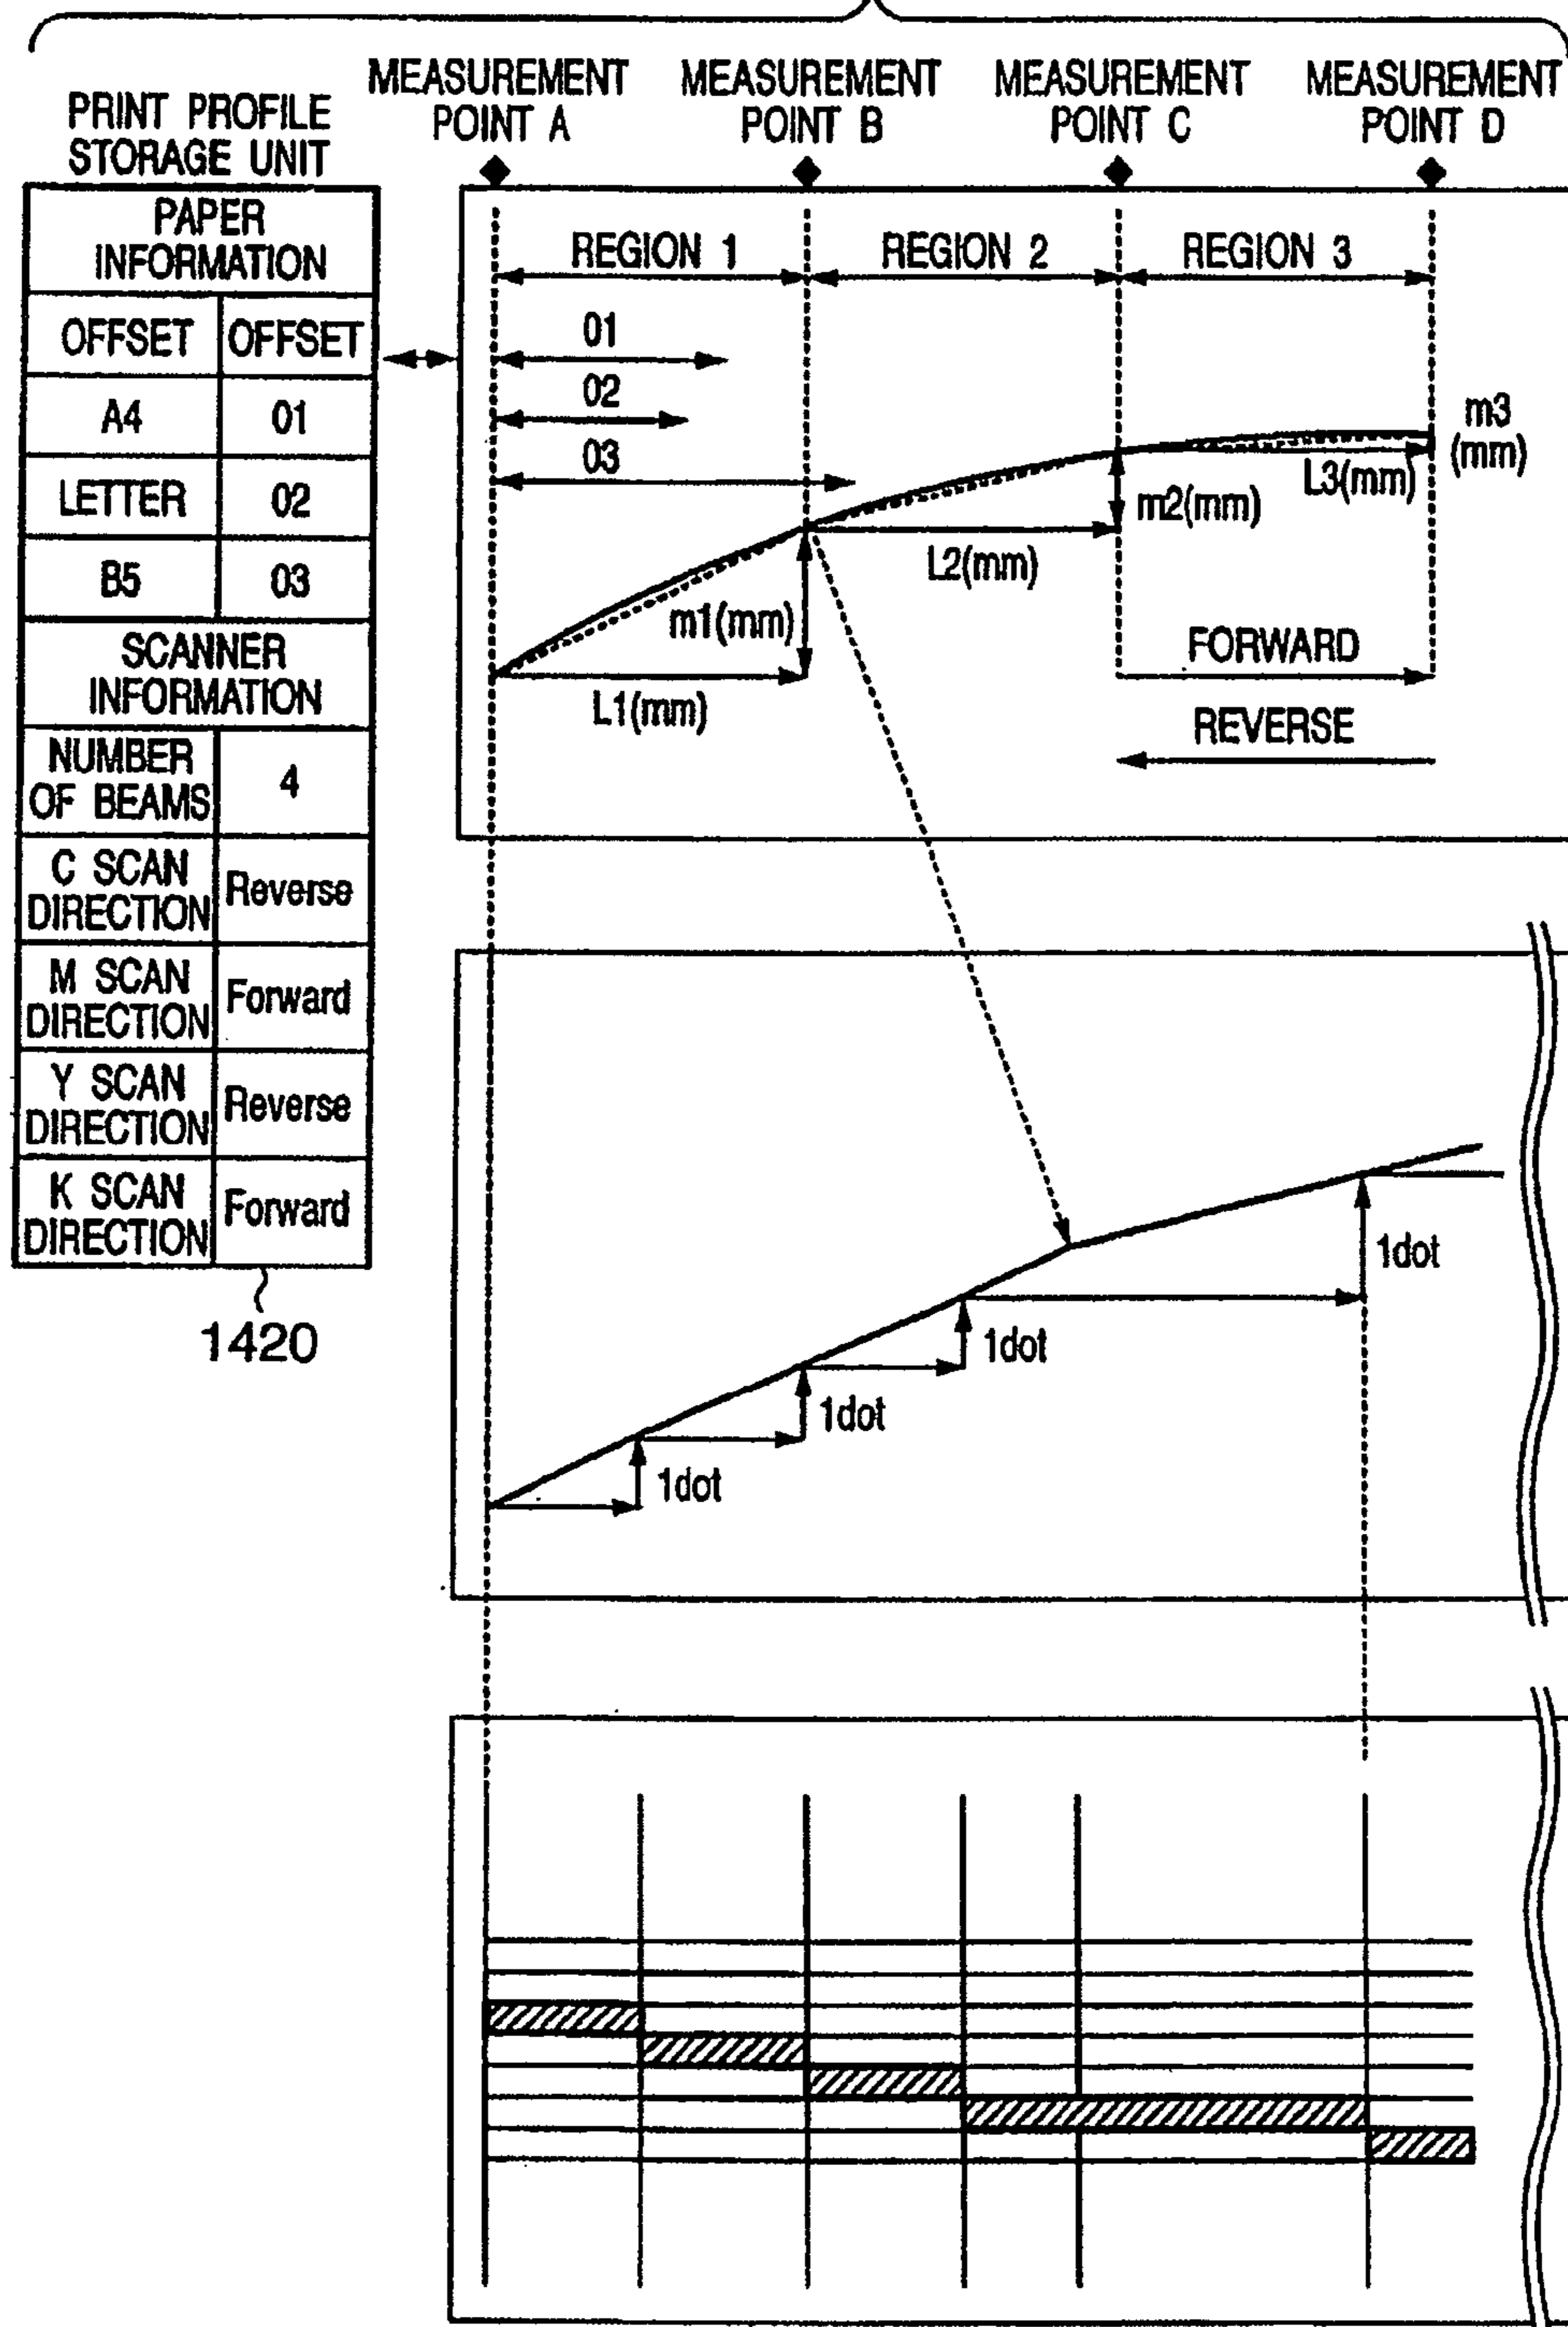 MEASUREMENT POINT A
MEASUREMENT POINT B
MEASUREMENT POINT C
MEASUREMENT POINT D
PRINT PROFILE
STORAGE UNIT
PAPER
INFORMATION
OFFSET OFFSET
A4 01
LETTER 02
B5 03
SCANNER
INFORMATION
NUMBER
OF BEAMS 4
C SCAN
DIRECTION Reverse
M SCAN
DIRECTION Forward
Y SCAN
DIRECTION Reverse
K SCAN
DIRECTION Forward
1420
REGION 1 REGION 2 REGION 3
01
02
03
m3
(mm)
L3(mm)
m2(mm)
L2(mm)
m1(mm)
L1(mm)
FORWARD
REVERSE
1dot
1dot
1dot
1dot